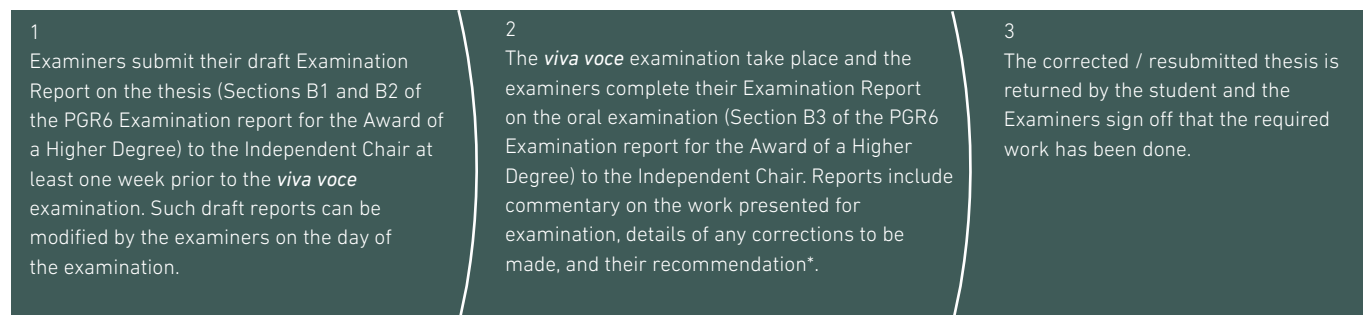 1
Examiners submit their draft Examination
Report on the thesis (Sections B1 and B2 of
the PGR6 Examination report for the Award of
a Higher Degree) to the Independent Chair at
least one week prior to the viva voce
examination. Such draft reports can be
modified by the examiners on the day of
the examination.
2
The viva voce examination take place and the
examiners complete their Examination Report
on the oral examination (Section B3 of the PGR6
Examination report for the Award of a Higher
Degree) to the Independent Chair. Reports include
commentary on the work presented for
examination, details of any corrections to be
made, and their recommendation*.
3
The corrected / resubmitted thesis is
returned by the student and the
Examiners sign off that the required
work has been done.